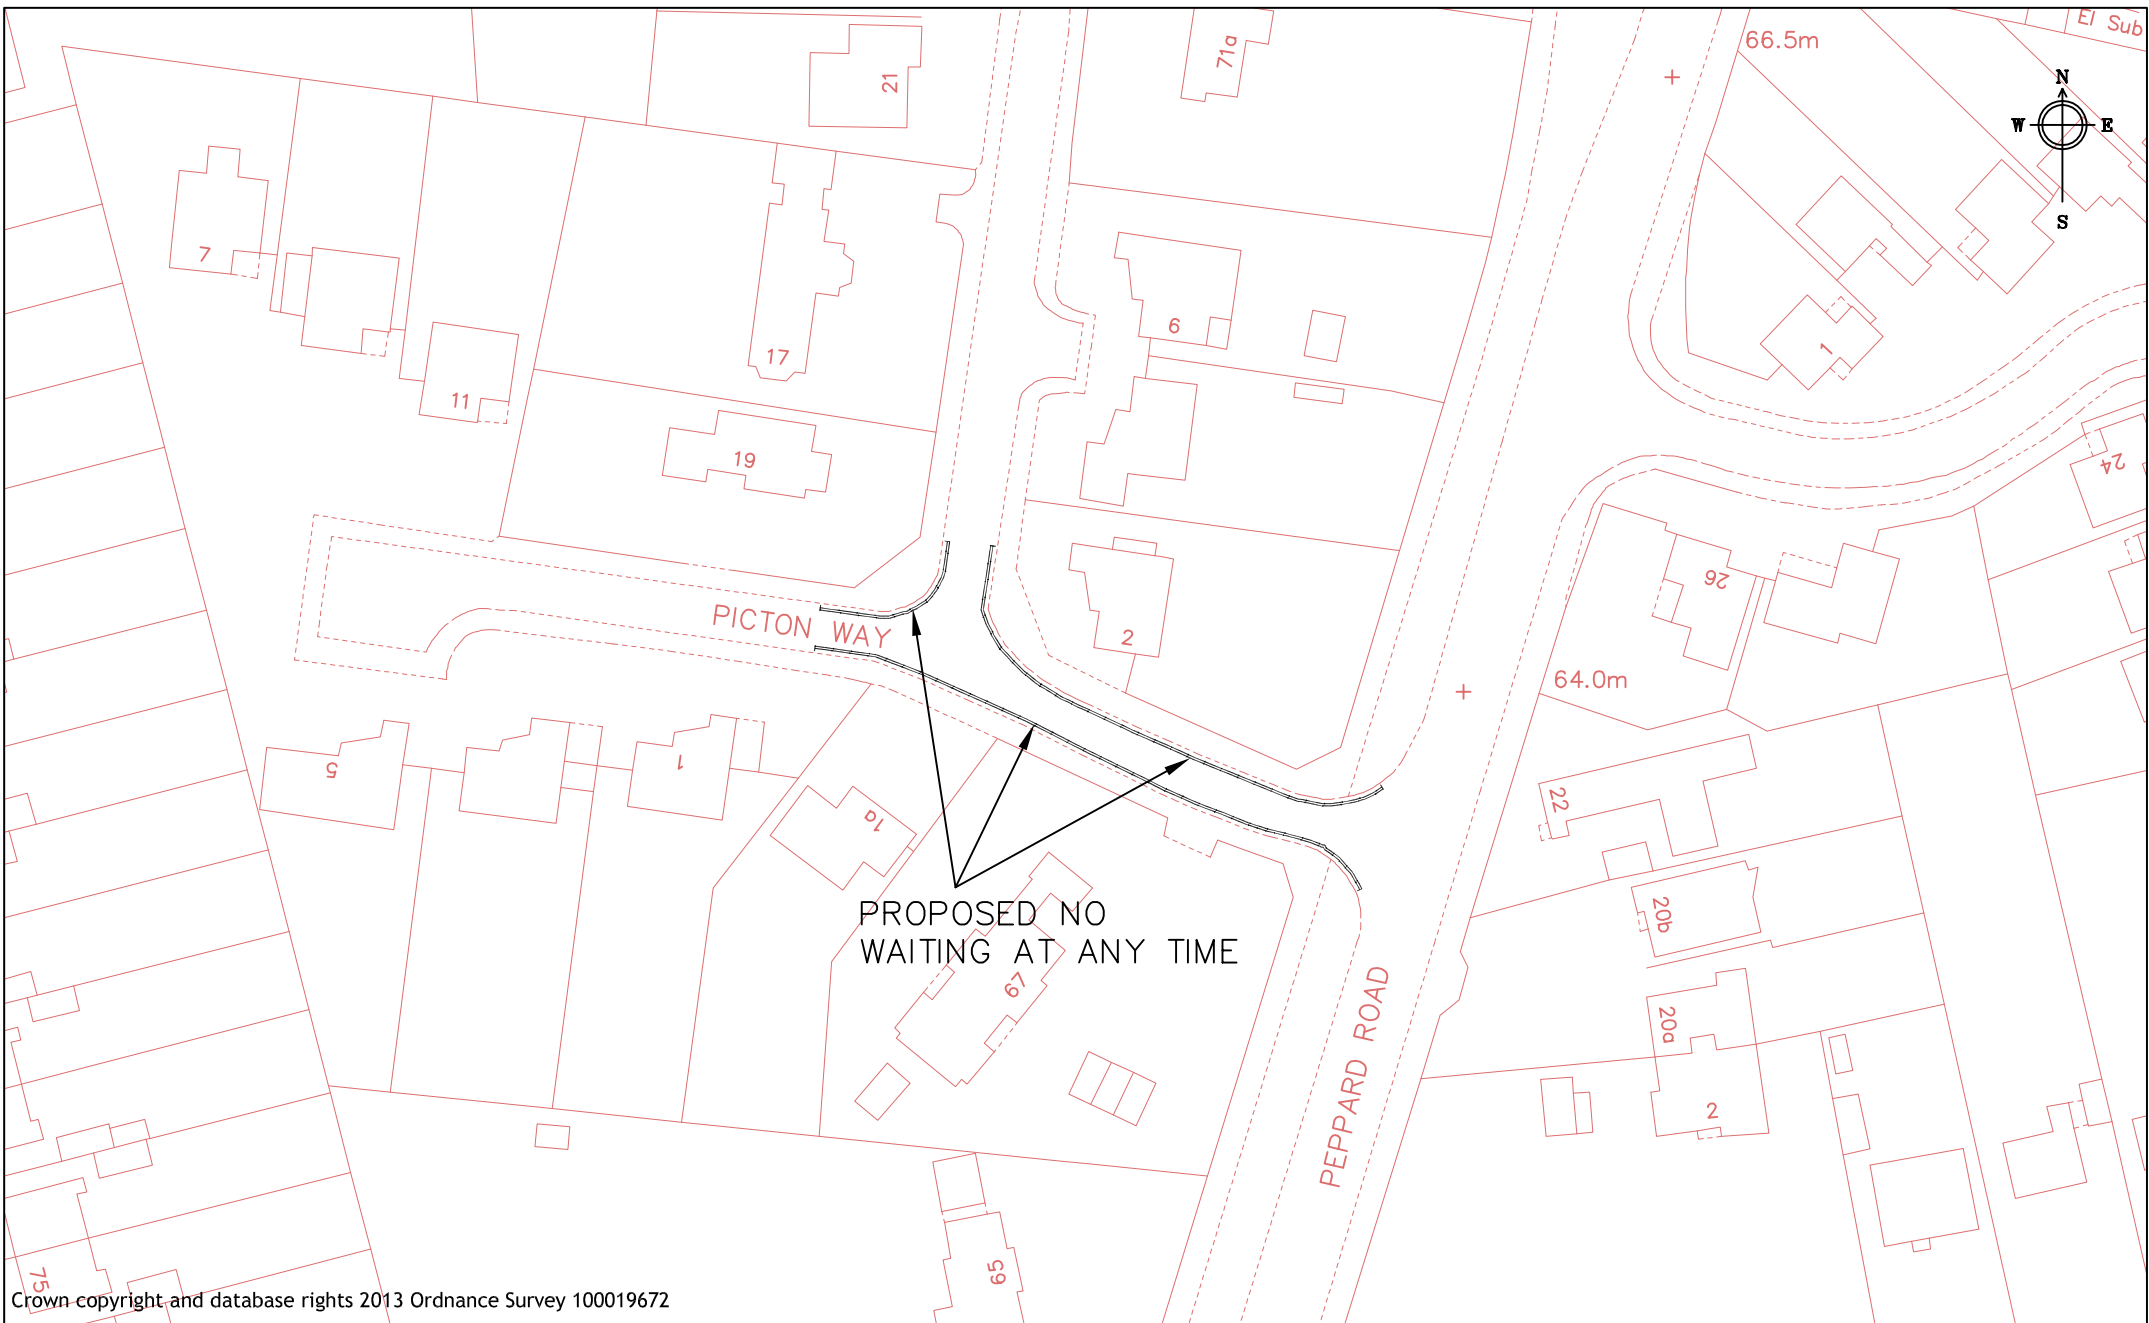 El Sub
66.5m
71a
21
N
W E
S
7
6
17
1
11
19
24
26
PICTON WAY
2
64.0m
5
1
22
1a
PROPOSED NO
WAITING AT ANY TIME
20b
67
20a
PEPPARD ROAD
2
65
75
Crown copyright and database rights 2013 Ordnance Survey 100019672